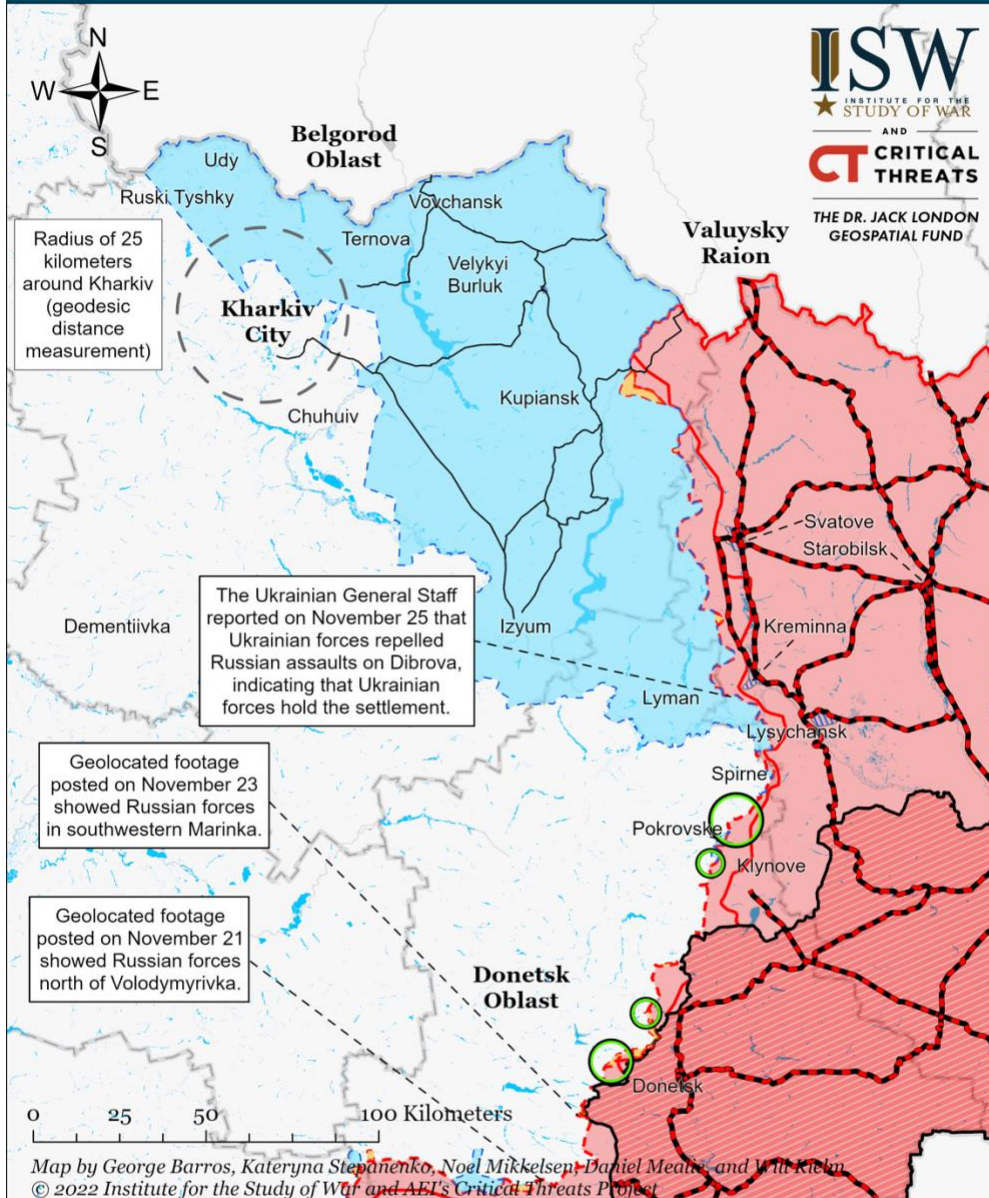 N
W E
S
ISW
INSTITUTE FOR THE
STUDY OF WAR
AND
CT CRITICAL
THREATS
THE DR. JACK LONDON
GEOSPATIAL FUND
Belgorod
Oblast
Udy
Ruski Tyshky
Vovchansk
Ternova
Valuysky
Raion
Radius of 25
kilometers
around Kharkiv
(geodesic
distance
measurement)
Velykyi
Burluk
Kharkiv
City
Kupiansk
Chuhuiv
Svatove
Starobilsk
The Ukrainian General Staff
reported on November 25 that
Ukrainian forces repelled
Russian assaults on Dibrova,
indicating that Ukrainian
forces hold the settlement.
Dementiivka
Izyum
Kreminna
Lyman
Lysychansk
Geolocated footage
posted on November 23
showed Russian forces
in southwestern Marinka.
Spirne
Pokrovske
Klynove
Geolocated footage
posted on November 21
showed Russian forces
north of Volodymyrivka.
Donetsk
Oblast
Donetsk
0 25 50 100 Kilometers
Map by George Barros, Kateryna Stepanenko, Noel Mikkelsen, Daniel Mealie, and Will Kielm
© 2022 Institute for the Study of War and AEI's Critical Threats Project